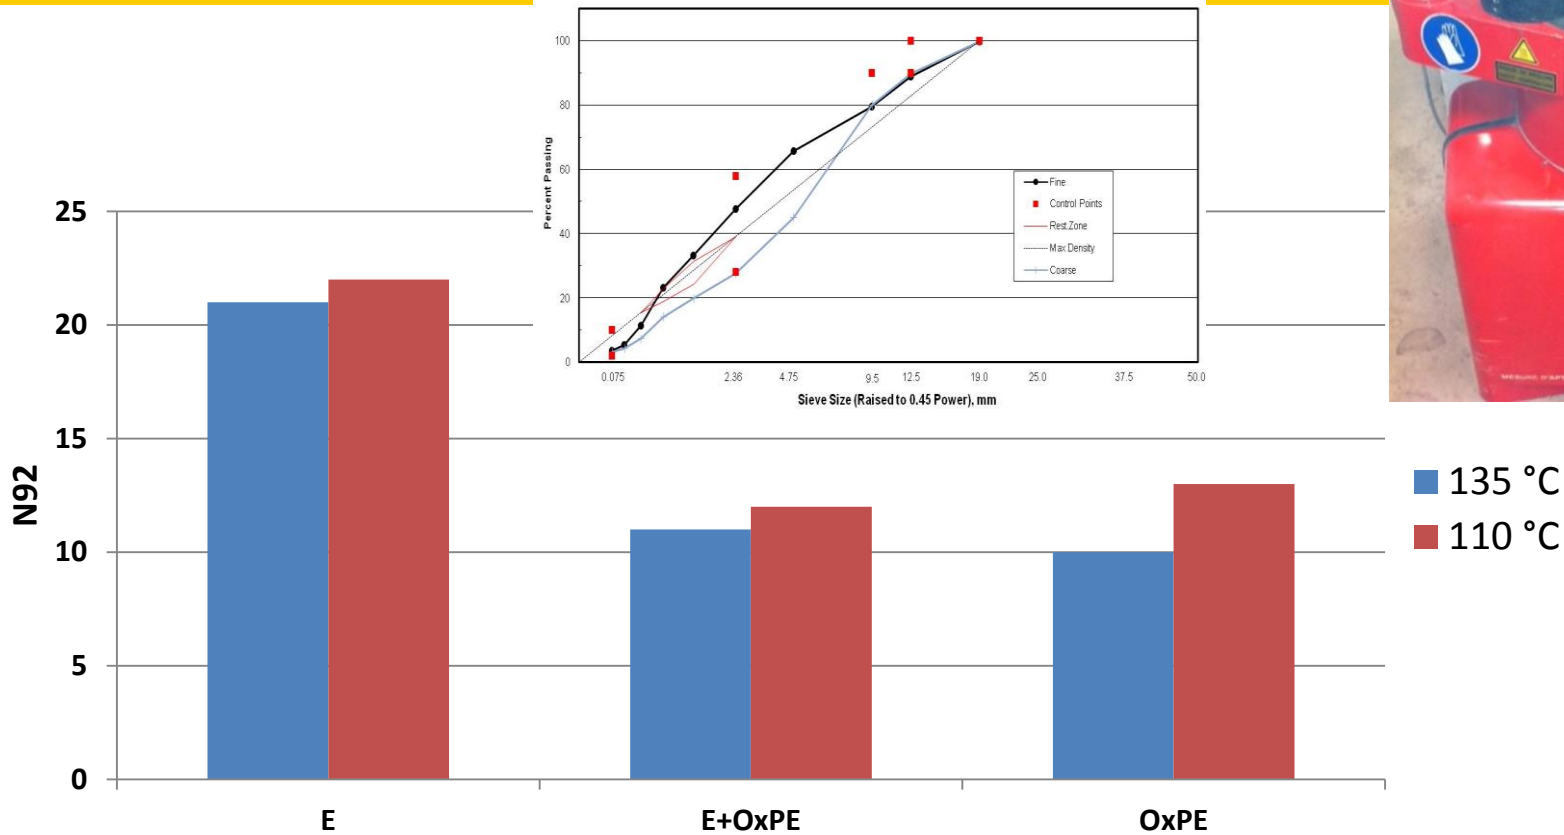 100
80
60
40
20
0
Percent Passing
0.075 2.36 4.75 9.5 12.5 19.0 25.0 37.5 50.0
Sieve Size (Raised to 0.45 Power), mm
Fine
Control Points
Rest.Zone
Max Density
Coarse
25
20
15
10
5
0
N92
E E+OxPE OxPE
135 °C
110 °C